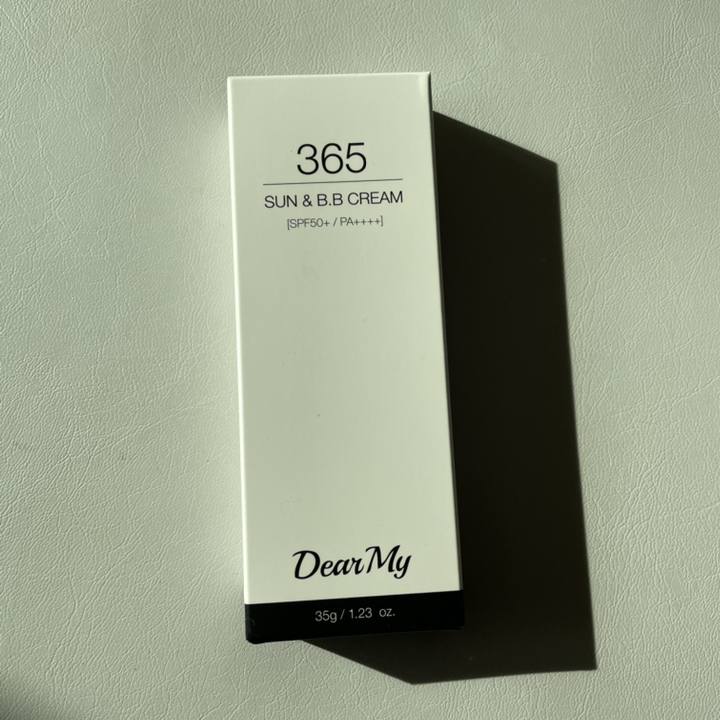 365
SUN & B.B CREAM
[SPF50+ / PA++++]
Dear My
35g / 1.23 oz.